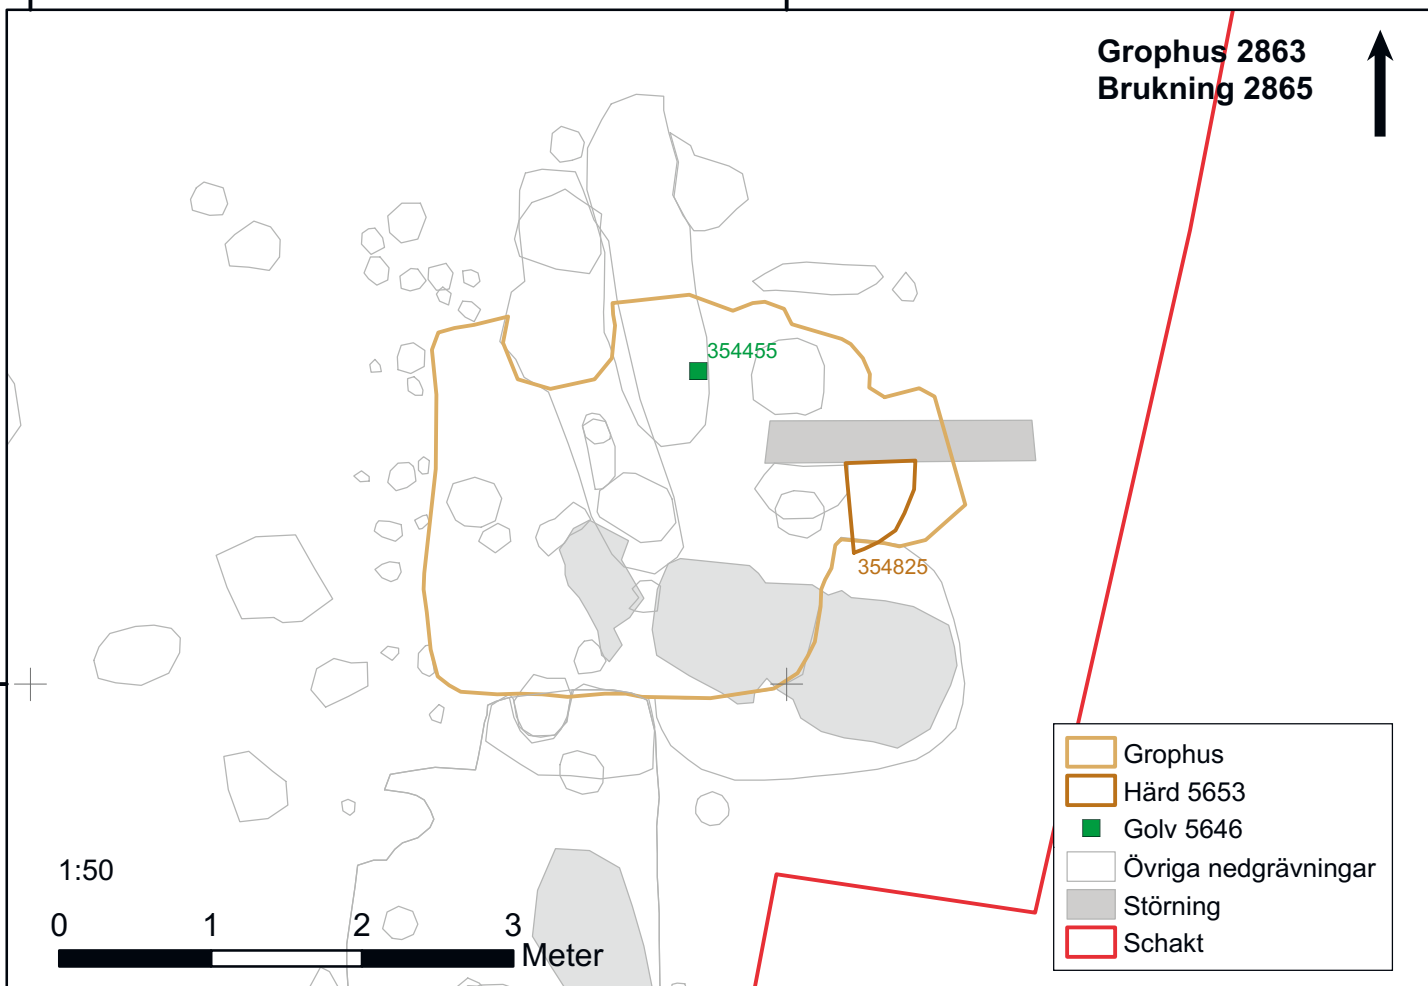 Grophus 2863
Brukning 2865
354455
354825
Grophus
Härd 5653
Golv 5646
Övriga nedgrävningar
Störning
Schakt
1:50
0 1 2 3
Meter